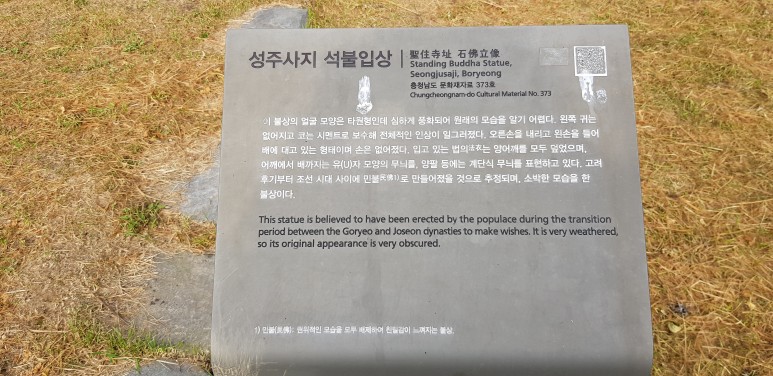 성주사지 석불입상
聖住寺址 石佛立像
Standing Buddha Statue,
Seongjusaji, Boryeong
충청남도 문화재자료 373호
Chungcheongnam-do Cultural Material No. 373
이 불상의 얼굴 모양은 타원형인데 심하게 풍화되어 원래의 모습을 알기 어렵다. 왼쪽 귀는
없어지고 코는 시멘트로 보수해 전체적인 인상이 일그러졌다. 오른손을 내리고 왼손을 들어
배에 대고 있는 형태이며 손은 없어졌다. 입고 있는 법의法衣는 양어깨를 모두 덮었으며,
어깨에서 배까지는 유(U)자 모양의 무늬를, 양팔 등에는 계단식 무늬를 표현하고 있다. 고려
후기부터 조선 시대 사이에 민불民佛1)로 만들어졌을 것으로 추정되며, 소박한 모습을 한
불상이다.
This statue is believed to have been erected by the populace during the transition
period between the Goryeo and Joseon dynasties to make wishes. It is very weathered,
so its original appearance is very obscured.
1) 민불(民佛): 권위적인 모습을 모두 배제하여 친밀감이 느껴지는 불상.